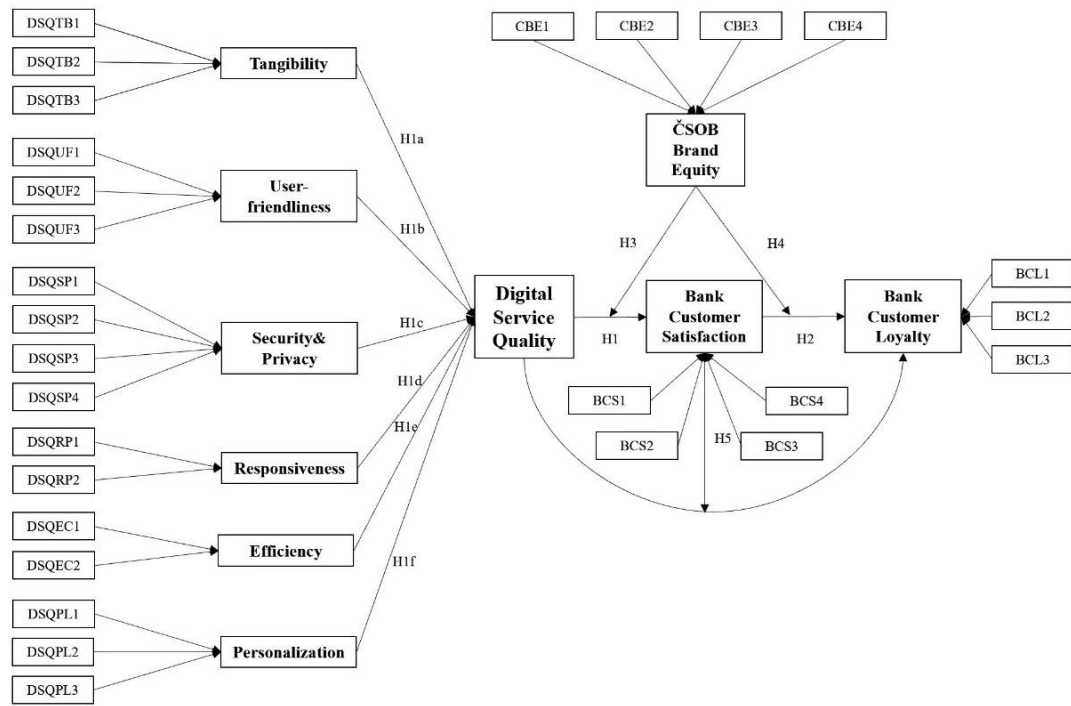 DSQTB1
DSQTB2
DSQTB3
Tangibility
DSQUF1
DSQUF2
DSQUF3
User-
friendliness
DSQSP1
DSQSP2
DSQSP3
DSQSP4
Security&
Privacy
DSQRP1
DSQRP2
Responsiveness
DSQEC1
DSQEC2
Efficiency
DSQPL1
DSQPL2
DSQPL3
Personalization
H1a
H1b
H1c
H1d
H1e
H1f
Digital
Service
Quality
CBE1
CBE2
CBE3
CBE4
ČSOB
Brand
Equity
H3
H4
H1
Bank
Customer
Satisfaction
H2
Bank
Customer
Loyalty
BCL1
BCL2
BCL3
BCS1
BCS2
BCS4
BCS3
H5